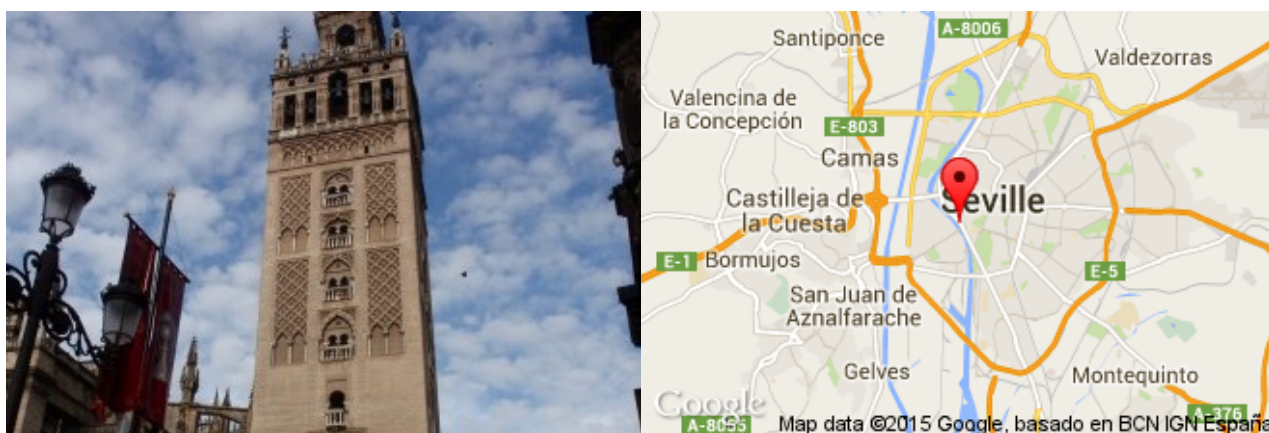 A-8006
Santiponce
Valdezorras
Valencina de
la Concepción
E-803
Camas
Seville
Castilleja de
la Cuesta
E-1
Bormujos
E-5
San Juan de
Aznalfarache
Gelves
Montequinto
Google
A-376
A-8055
Map data ©2015 Google, basado en BCN IGN España